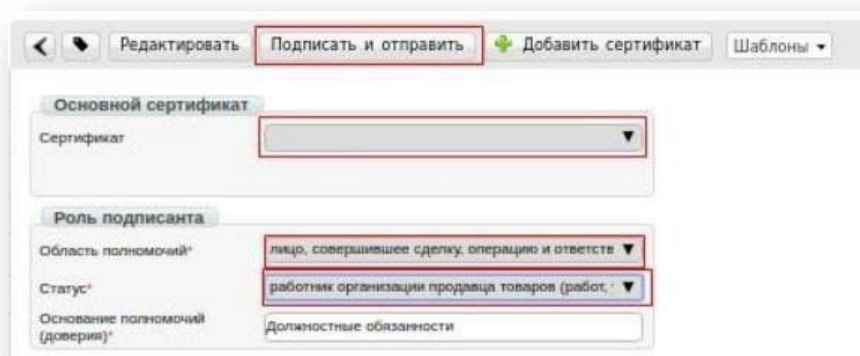 Редактировать Подписать и отправить Добавить сертификат Шаблоны
Основной сертификат
Сертификат
Роль подписанта
Область полномочий* лицо, совершившее сделку, операцию и ответств
Статус* работник организации продавца товаров (работ,
Основание полномочий
(доверия)* Должностные обязанности